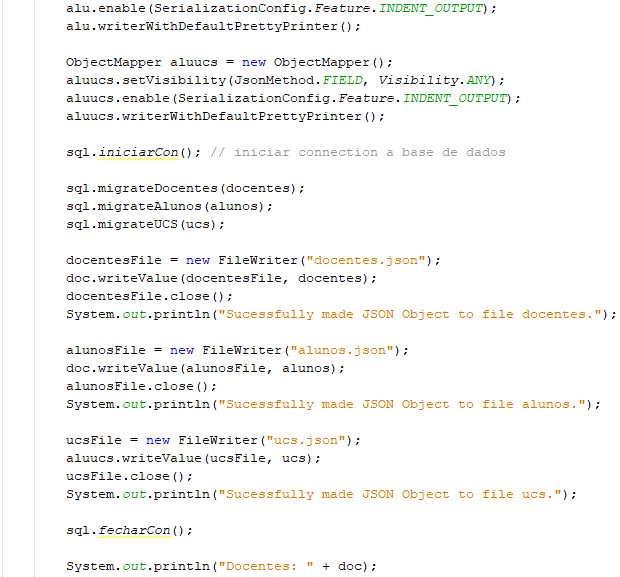 alu.enable(SerializationConfig.Feature.INDENT_OUTPUT);
alu.writerWithDefaultPrettyPrinter();
ObjectMapper aluucs = new ObjectMapper();
aluucs.setVisibility(JsonMethod.FIELD, Visibility.ANY);
aluucs.enable(SerializationConfig.Feature.INDENT_OUTPUT);
aluucs.writerWithDefaultPrettyPrinter();
sql.iniciarCon(); // iniciar connection a base de dados
sql.migrateDocentes(docentes);
sql.migrateAlunos(alunos);
sql.migrateUCS(ucs);
docentesFile = new FileWriter("docentes.json");
doc.writeValue(docentesFile, docentes);
docentesFile.close();
System.out.println("Sucessfully made JSON Object to file docentes.");
alunosFile = new FileWriter("alunos.json");
doc.writeValue(alunosFile, alunos);
alunosFile.close();
System.out.println("Sucessfully made JSON Object to file alunos.");
ucsFile = new FileWriter("ucs.json");
aluucs.writeValue(ucsFile, ucs);
ucsFile.close();
System.out.println("Sucessfully made JSON Object to file ucs.");
sql.fecharCon();
System.out.println("Docentes: " + doc);